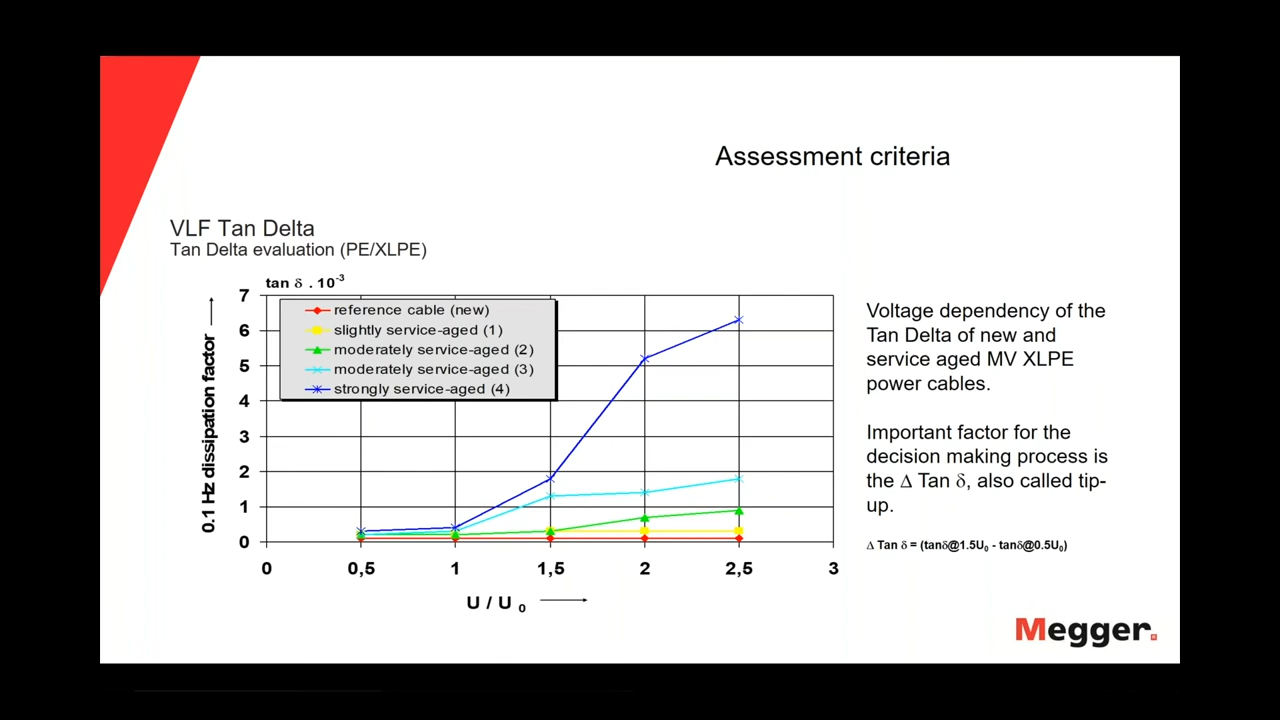 Assessment criteria
VLF Tan Delta
Tan Delta evaluation (PE/XLPE)
tan δ . 10⁻³
reference cable (new)
slightly service-aged (1)
moderately service-aged (2)
moderately service-aged (3)
strongly service-aged (4)
0.1 Hz dissipation factor
7
6
5
4
3
2
1
0
0 0,5 1 1,5 2 2,5 3
U / U₀
Voltage dependency of the
Tan Delta of new and
service aged MV XLPE
power cables.
Important factor for the
decision making process is
the Δ Tan δ, also called tip-
up.
Δ Tan δ = (tanδ@1.5U₀ - tanδ@0.5U₀)
Megger.